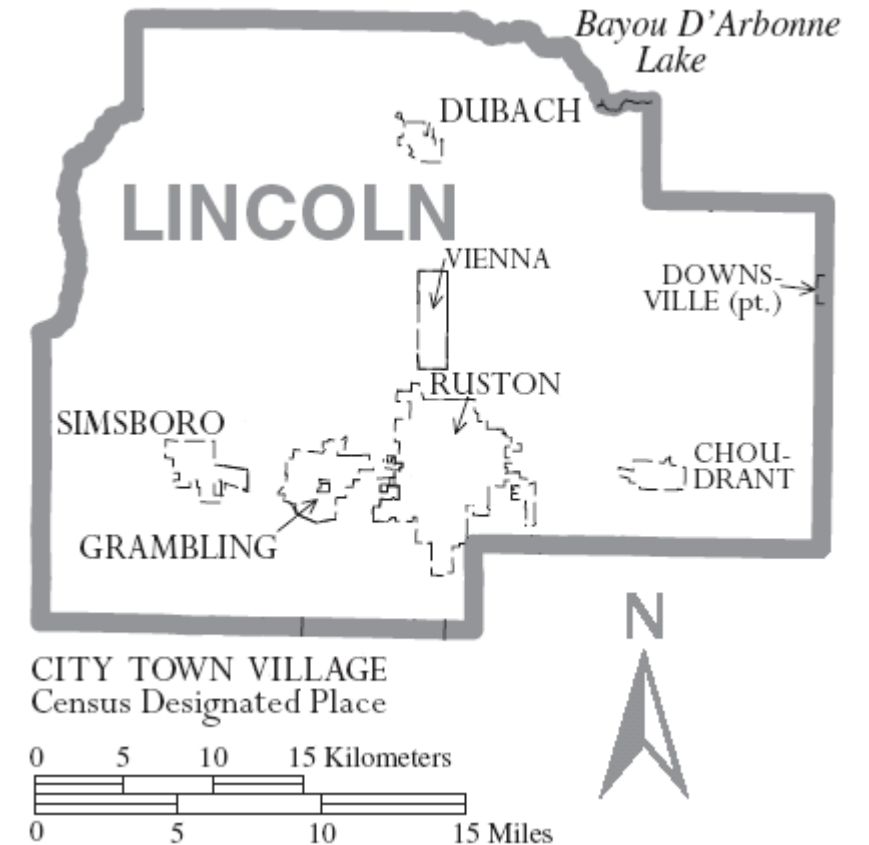 Bayou D'Arbonne
Lake
DUBACH
LINCOLN
VIENNA
DOWNS-
VILLE (pt.)
RUSTON
SIMSBORO
CHOU-
DRANT
E
GRAMBLING
N
CITY TOWN VILLAGE
Census Designated Place
0 5 10 15 Kilometers
0 5 10 15 Miles